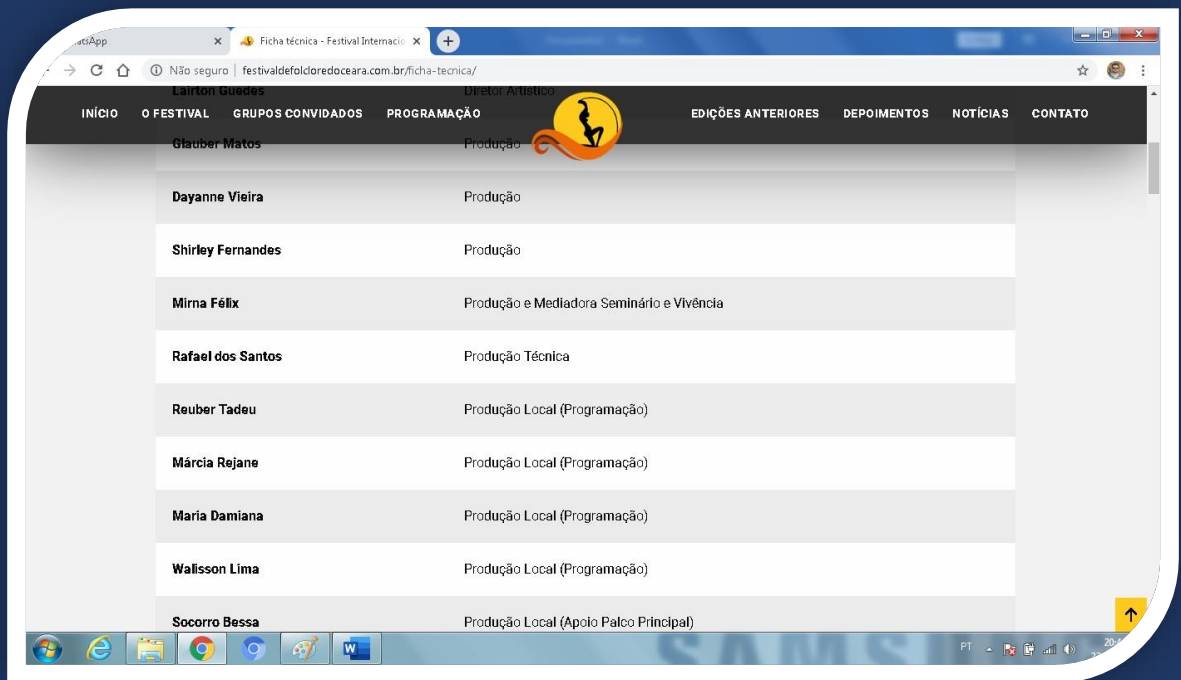 Ficha técnica - Festival Internacio
Não seguro | festivaldefolcloredoceara.com.br/ficha-tecnica/
Lairton Guedes Diretor Artístico
INÍCIO O FESTIVAL GRUPOS CONVIDADOS PROGRAMAÇÃO EDIÇÕES ANTERIORES DEPOIMENTOS NOTÍCIAS CONTATO
Glauber Matos Produção
Dayanne Vieira Produção
Shirley Fernandes Produção
Mirna Félix Produção e Mediadora Seminário e Vivência
Rafael dos Santos Produção Técnica
Reuber Tadeu Produção Local (Programação)
Márcia Rejane Produção Local (Programação)
Maria Damiana Produção Local (Programação)
Walisson Lima Produção Local (Programação)
Socorro Bessa Produção Local (Apoio Palco Principal)
PT